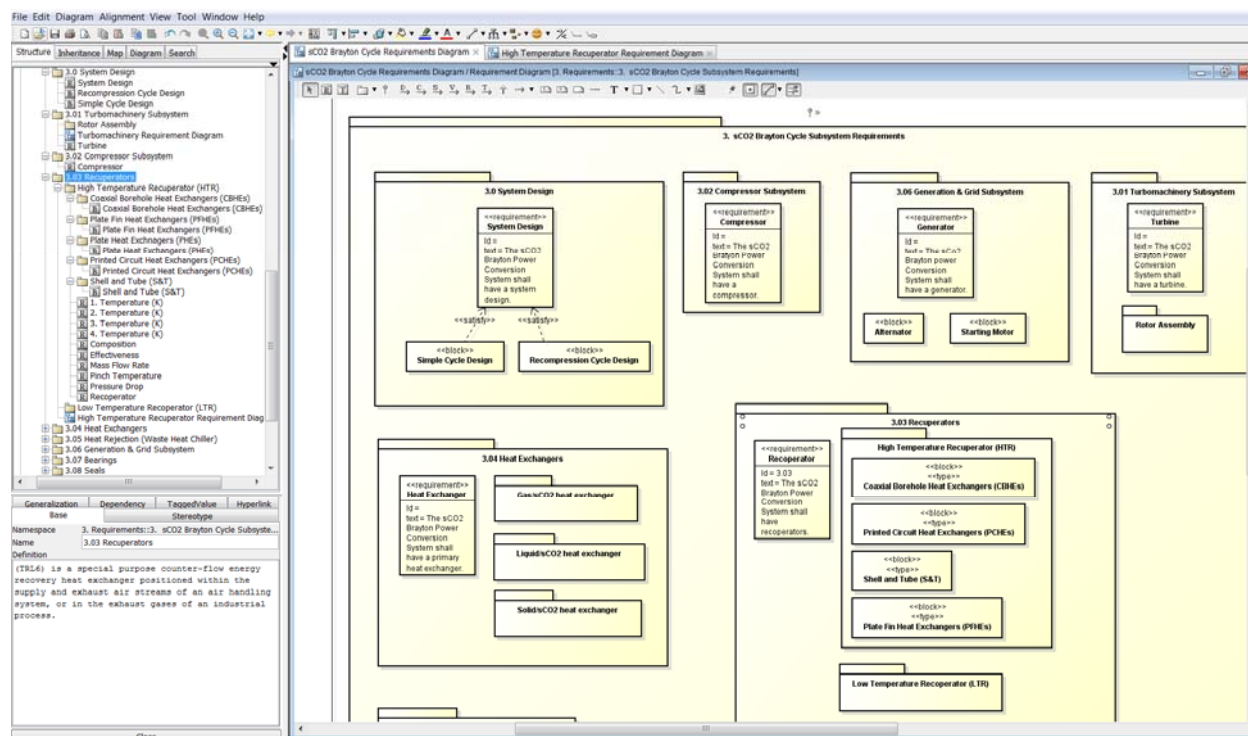 File Edit Diagram Alignment View Tool Window Help
Structure Inheritance Map Diagram Search
3.0 System Design
System Design
Recompression Cycle Design
Simple Cycle Design
3.01 Turbomachinery Subsystem
Rotor Assembly
Turbomachinery Requirement Diagram
Turbine
3.02 Compressor Subsystem
Compressor
3.03 Recuperators
High Temperature Recuperator (HTR)
Coaxial Borehole Heat Exchangers (CBHEs)
Coaxial Borehole Heat Exchangers (CBHEs)
Plate Fin Heat Exchangers (PFHEs)
Plate Fin Heat Exchangers (PFHEs)
Plate Heat Exchnagers (PHEs)
Plate Heat Exchangers (PHEs)
Printed Circuit Heat Exchangers (PCHEs)
Printed Circuit Heat Exchangers (PCHEs)
Shell and Tube (S&T)
Shell and Tube (S&T)
1. Temperature (K)
2. Temperature (K)
3. Temperature (K)
4. Temperature (K)
Composition
Effectiveness
Mass Flow Rate
Pinch Temperature
Pressure Drop
Recoperator
Low Temperature Recoperator (LTR)
High Temperature Recuperator Requirement Diag
3.04 Heat Exchangers
3.05 Heat Rejection (Waste Heat Chiller)
3.06 Generation & Grid Subsystem
3.07 Bearings
3.08 Seals
Generalization Dependency TaggedValue Hyperlink
Base Stereotype
Namespace 3. Requirements::3. sCO2 Brayton Cycle Subsyste...
Name 3.03 Recuperators
Definition
(TRL6) is a special purpose counter-flow energy
recovery heat exchanger positioned within the
supply and exhaust air streams of an air handling
system, or in the exhaust gases of an industrial
process.
Close
sCO2 Brayton Cycle Requirements Diagram High Temperature Recuperator Requirement Diagram
sCO2 Brayton Cycle Requirements Diagram / Requirement Diagram [3. Requirements::3. sCO2 Brayton Cycle Subsystem Requirements]
3. sCO2 Brayton Cycle Subsystem Requirements
3.0 System Design
<<requirement>>
System Design
Id =
text = The sCO2
Brayton Power
Conversion
System shall
have a system
design.
<<satisfy>> <<satisfy>>
<<block>>
Simple Cycle Design
<<block>>
Recompression Cycle Design
3.02 Compressor Subsystem
<<requirement>>
Compressor
Id =
text = The sCO2
Brayton Power
Conversion
System shall
have a
compressor.
3.06 Generation & Grid Subsystem
<<requirement>>
Generator
Id =
text = The sCO2
Brayton power
Conversion
System shall
have a generator.
<<block>>
Alternator
<<block>>
Starting Motor
3.01 Turbomachinery Subsystem
<<requirement>>
Turbine
Id =
text = The sCO2
Brayton Power
Conversion
System shall
have a turbine.
Rotor Assembly
3.04 Heat Exchangers
<<requirement>>
Heat Exchanger
Id =
text = The sCO2
Brayton Power
Conversion
System shall
have a primary
heat exchanger.
Gas/sCO2 heat exchanger
Liquid/sCO2 heat exchanger
Solid/sCO2 heat exchanger
3.03 Recuperators
<<requirement>>
Recoperator
Id = 3.03
text = The sCO2
Brayton Power
Conversion
System shall
have
recoperators.
High Temperature Recuperator (HTR)
<<block>>
<<type>>
Coaxial Borehole Heat Exchangers (CBHEs)
<<block>>
<<type>>
Printed Circuit Heat Exchangers (PCHEs)
<<block>>
<<type>>
Shell and Tube (S&T)
<<block>>
<<type>>
Plate Fin Heat Exchangers (PFHEs)
Low Temperature Recoperator (LTR)